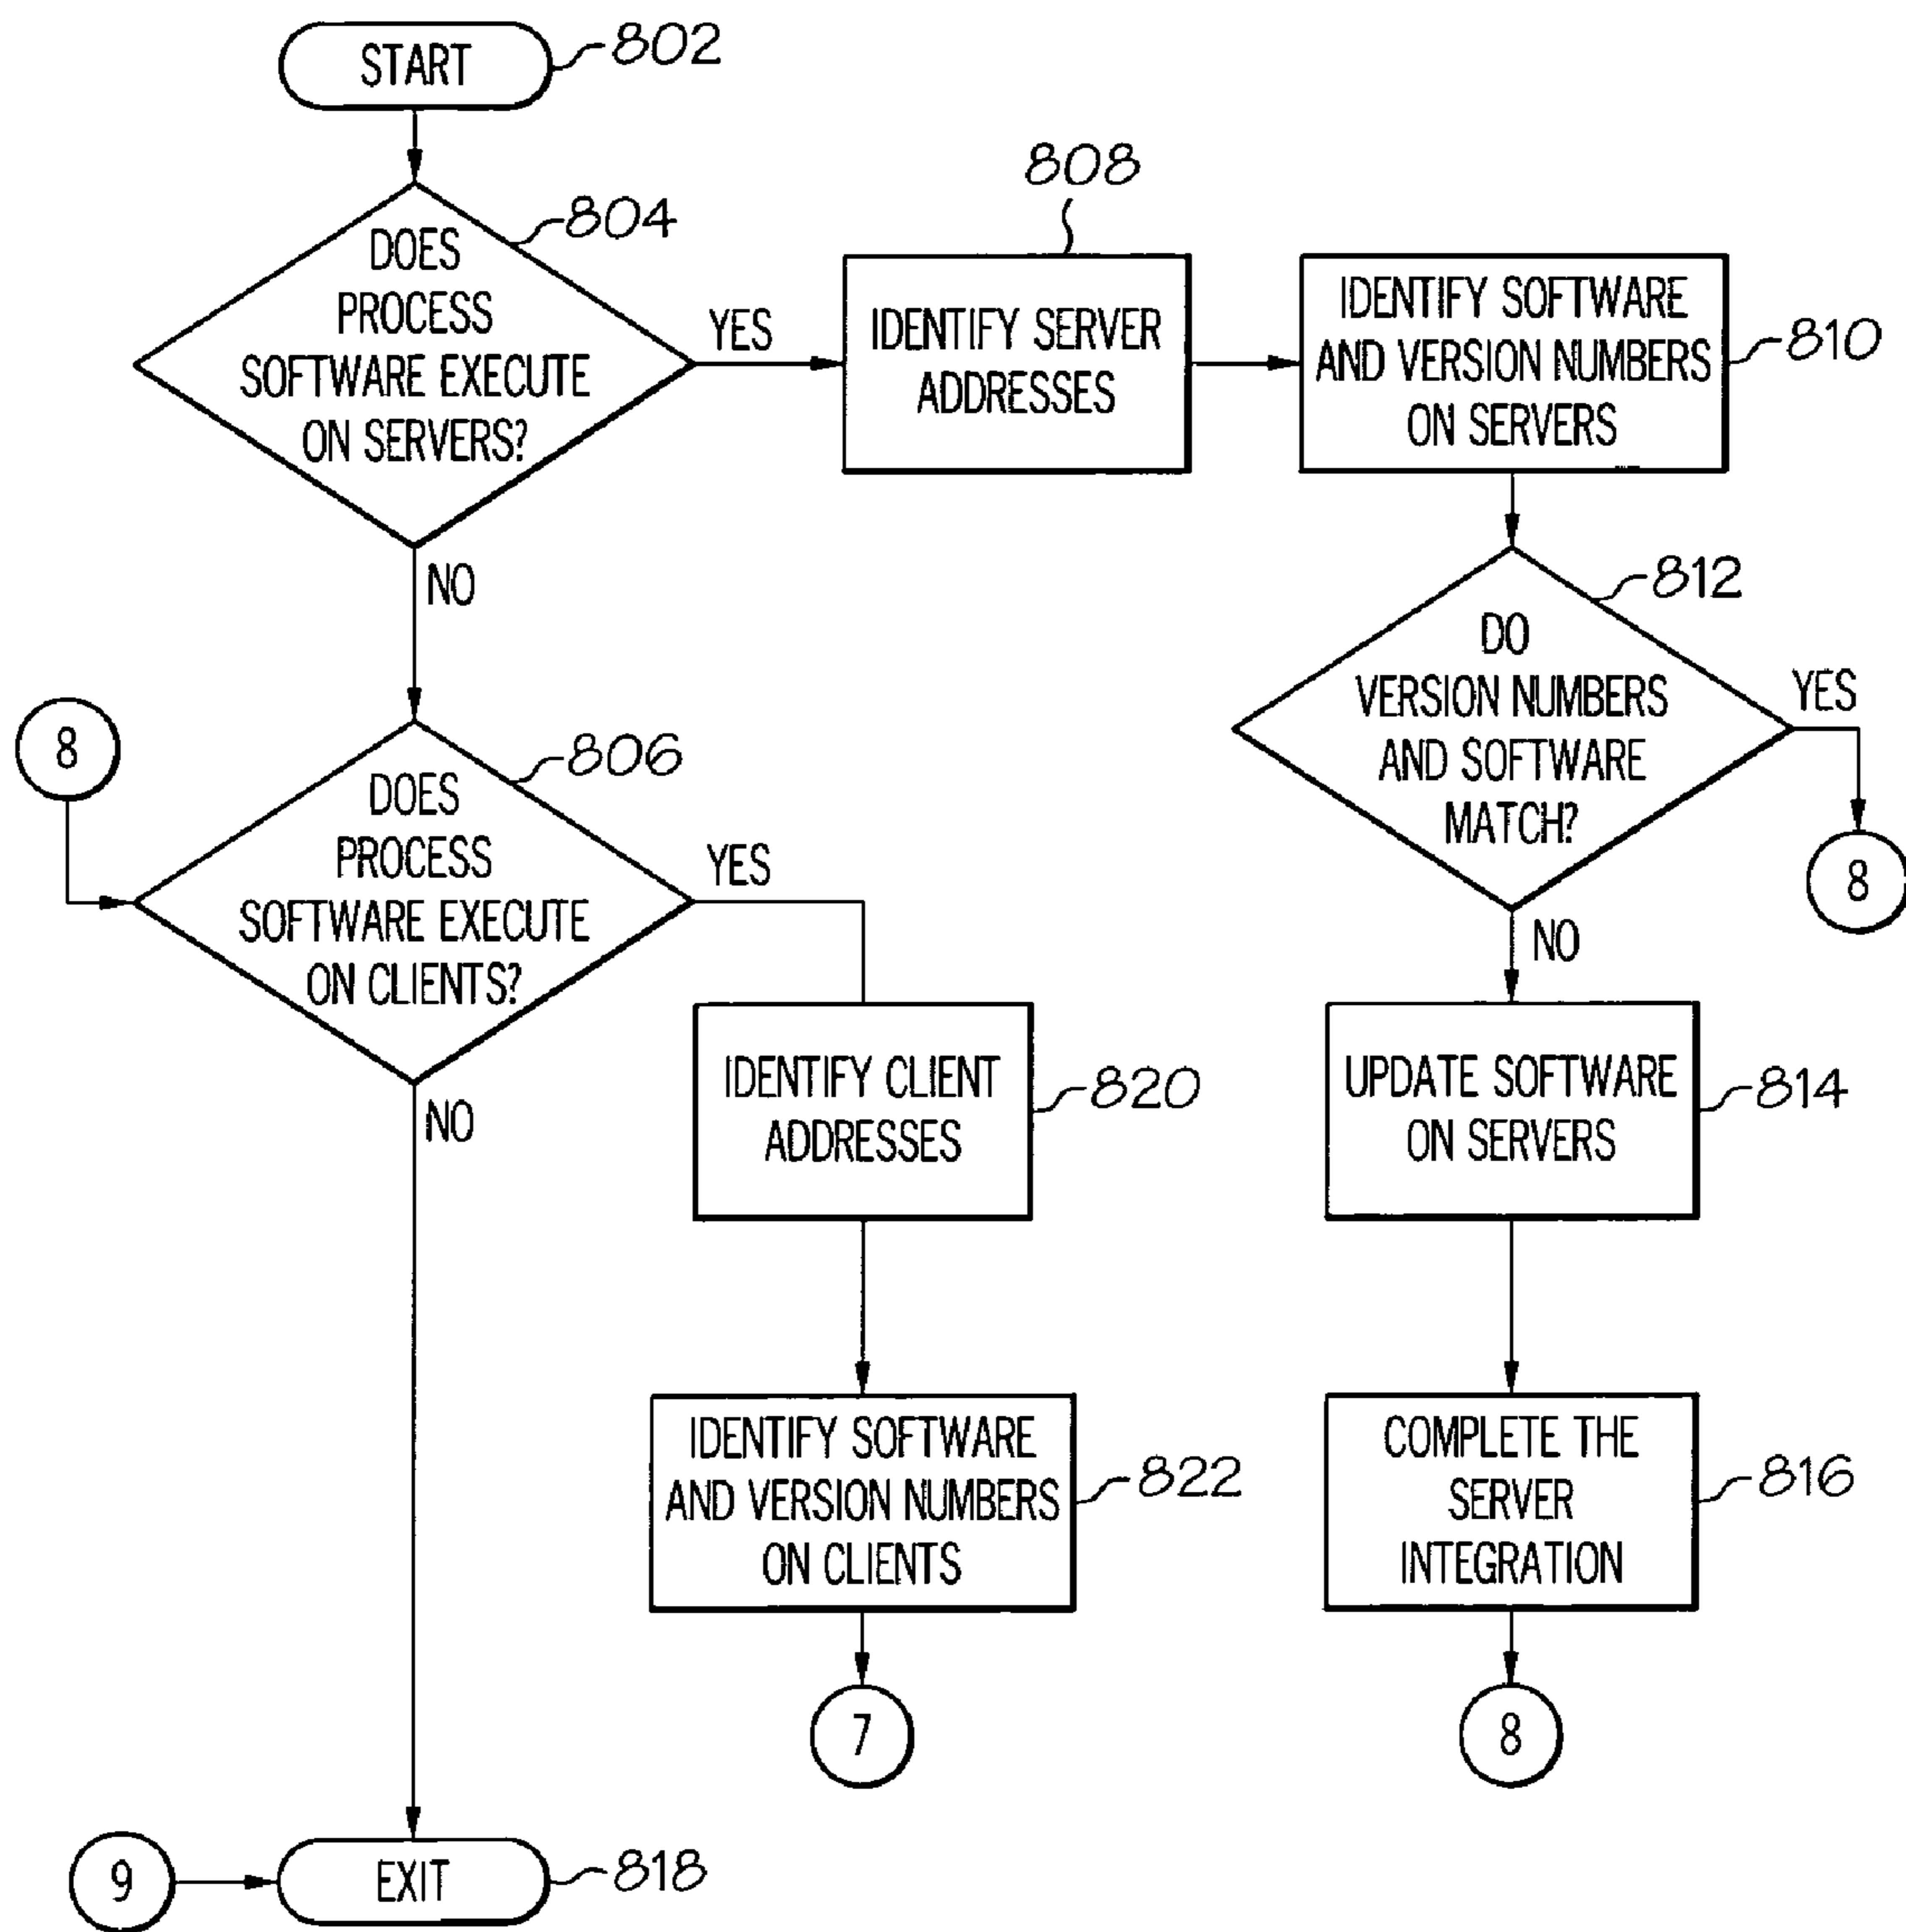 START
802
DOES
PROCESS
SOFTWARE EXECUTE
ON SERVERS?
804
YES
NO
808
IDENTIFY SERVER
ADDRESSES
IDENTIFY SOFTWARE
AND VERSION NUMBERS
ON SERVERS
810
DO
VERSION NUMBERS
AND SOFTWARE
MATCH?
812
YES
8
NO
8
DOES
PROCESS
SOFTWARE EXECUTE
ON CLIENTS?
806
YES
NO
IDENTIFY CLIENT
ADDRESSES
820
UPDATE SOFTWARE
ON SERVERS
814
IDENTIFY SOFTWARE
AND VERSION NUMBERS
ON CLIENTS
822
COMPLETE THE
SERVER
INTEGRATION
816
7
8
9
EXIT
818